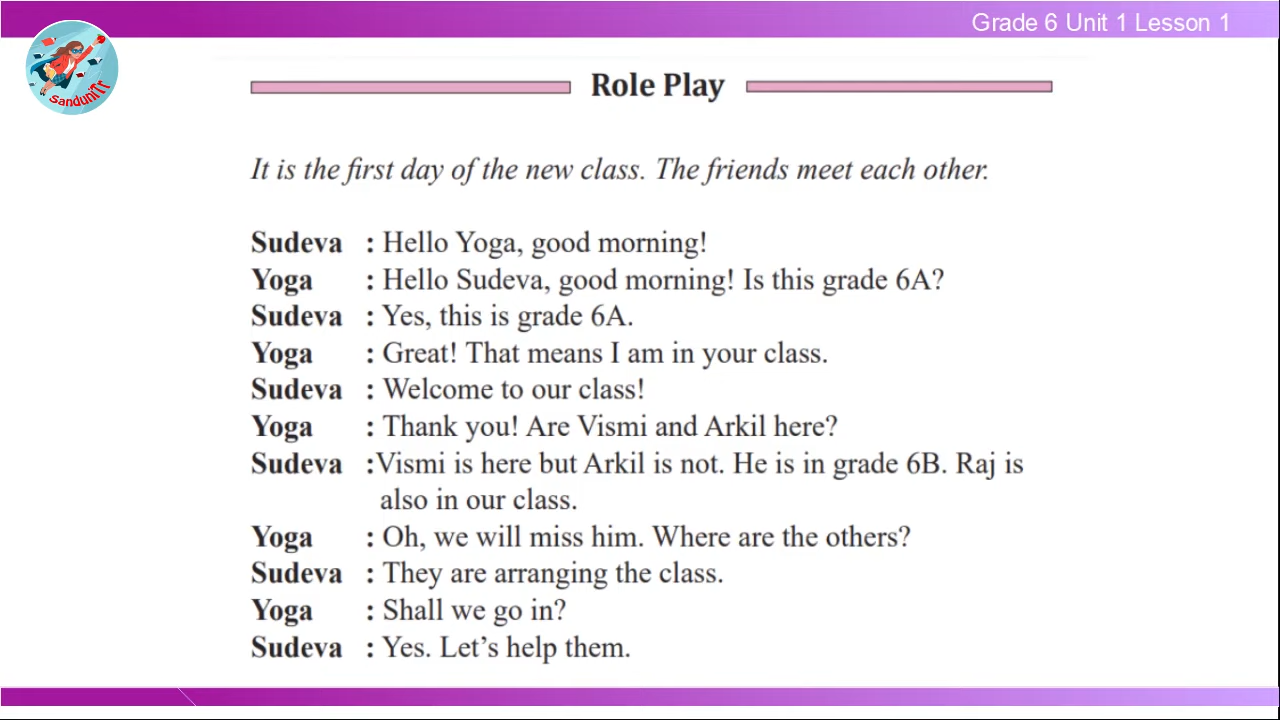 Grade 6 Unit 1 Lesson 1
SanduniTr
Role Play
It is the first day of the new class. The friends meet each other.
Sudeva : Hello Yoga, good morning!
Yoga : Hello Sudeva, good morning! Is this grade 6A?
Sudeva : Yes, this is grade 6A.
Yoga : Great! That means I am in your class.
Sudeva : Welcome to our class!
Yoga : Thank you! Are Vismi and Arkil here?
Sudeva :Vismi is here but Arkil is not. He is in grade 6B. Raj is
also in our class.
Yoga : Oh, we will miss him. Where are the others?
Sudeva : They are arranging the class.
Yoga : Shall we go in?
Sudeva : Yes. Let’s help them.